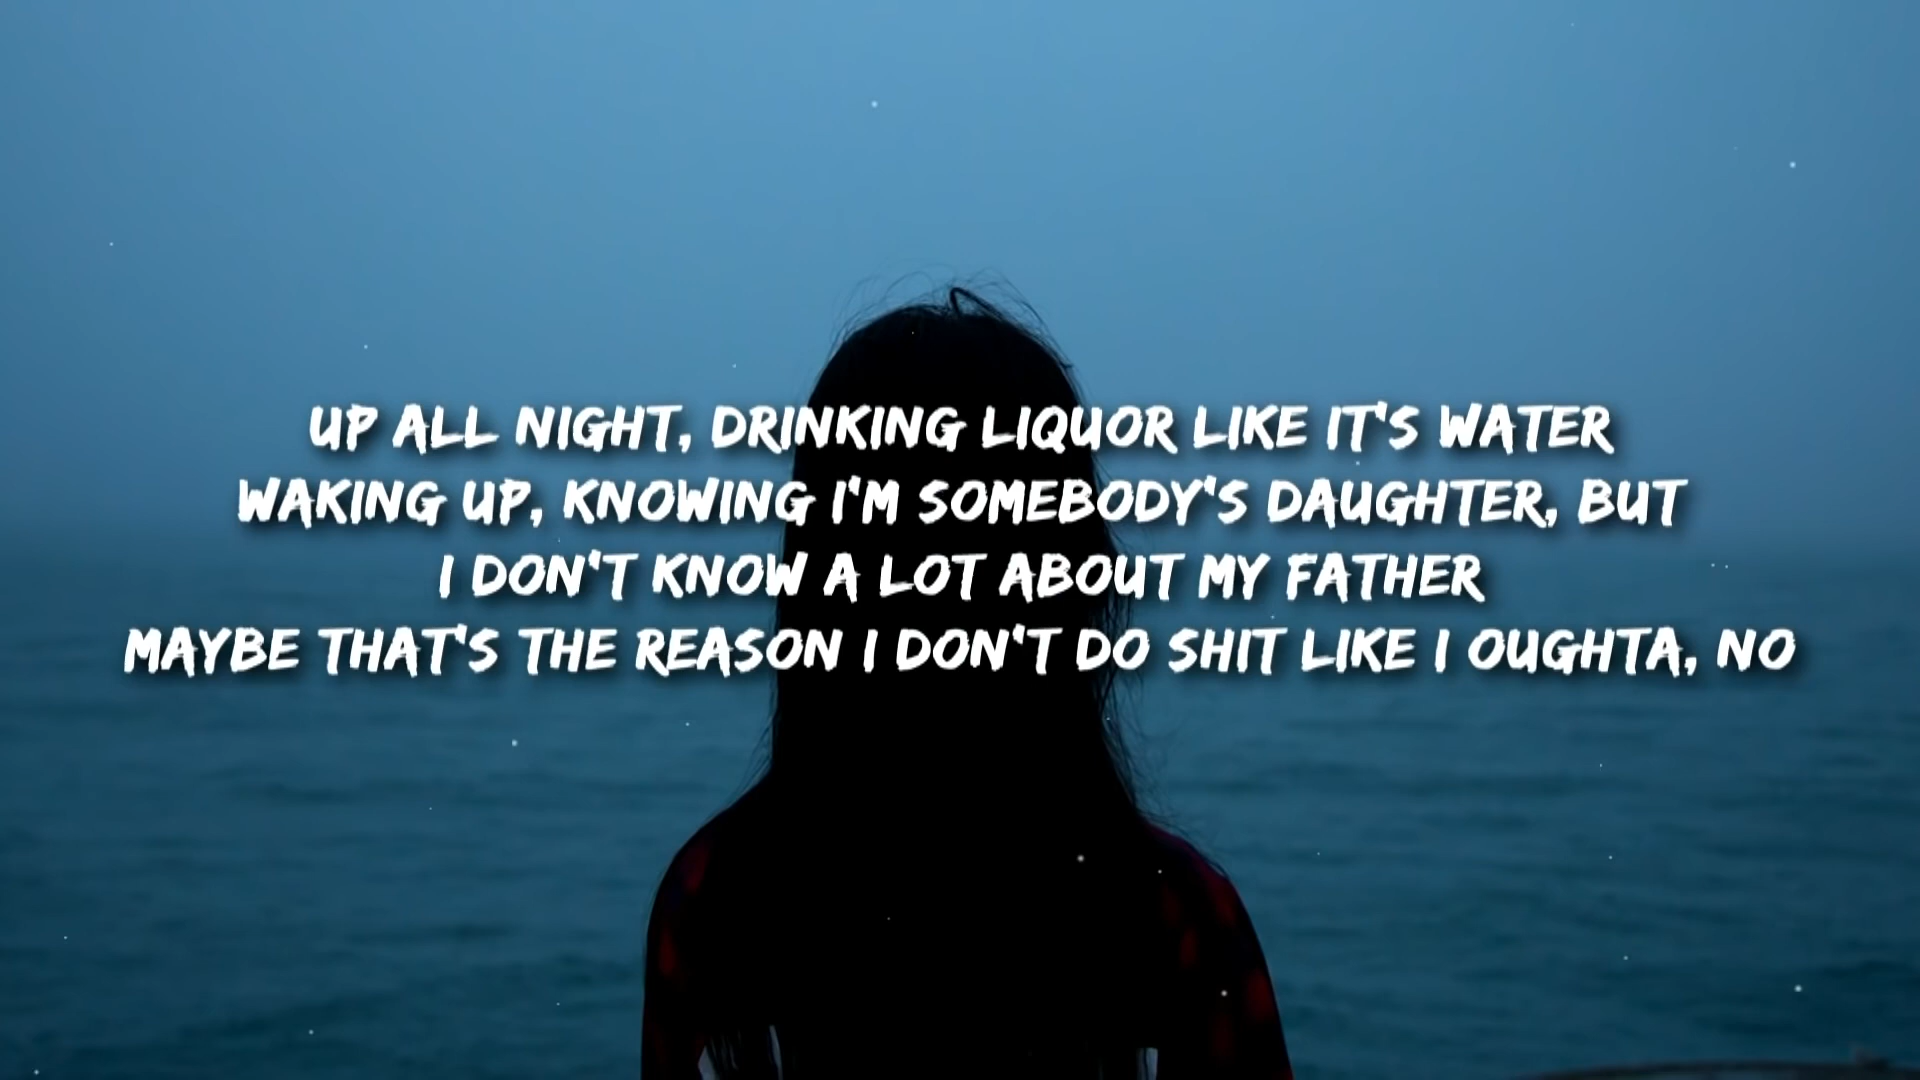 UP ALL NIGHT, DRINKING LIQUOR LIKE IT'S WATER
WAKING UP, KNOWING I'M SOMEBODY'S DAUGHTER, BUT
I DON'T KNOW A LOT ABOUT MY FATHER
MAYBE THAT'S THE REASON I DON'T DO SHIT LIKE I OUGHTA, NO